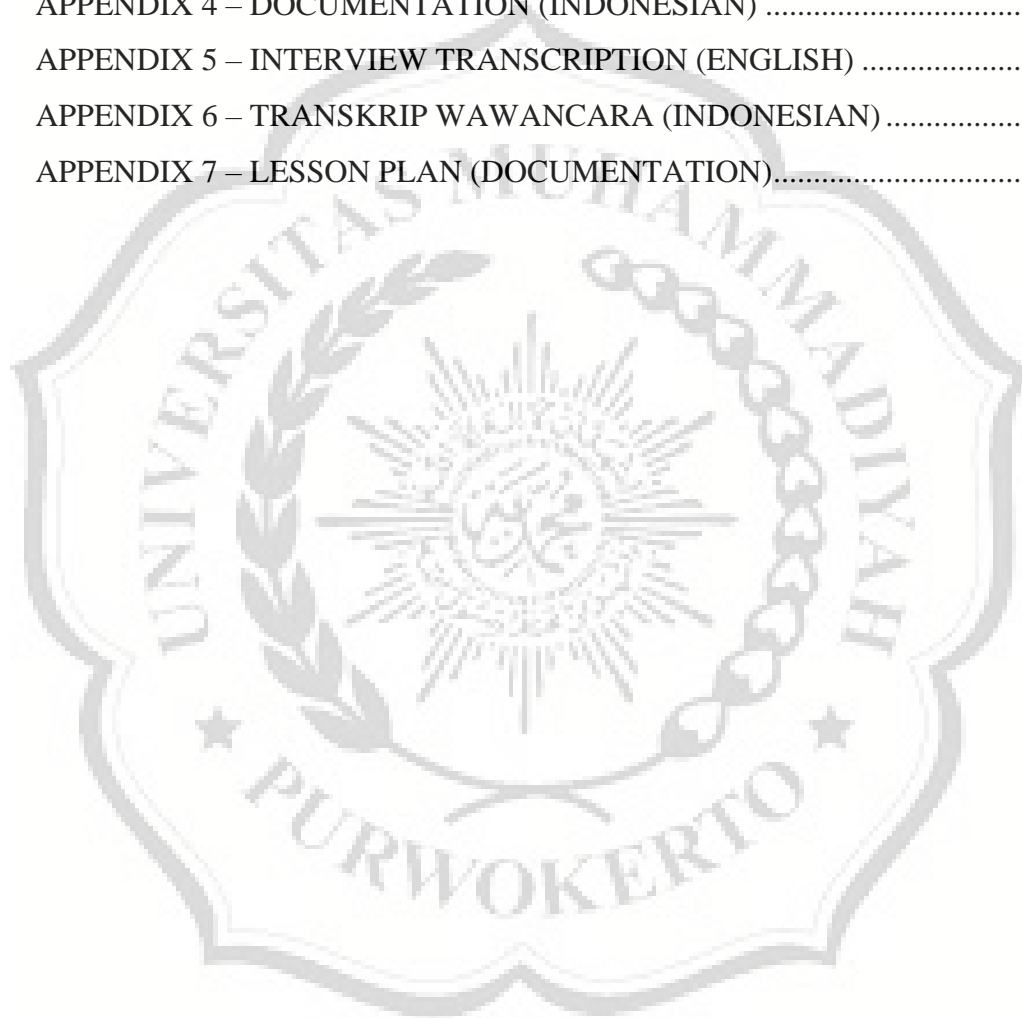 APPENDIX 4 – DOCUMENTATION (INDONESIAN) ................................
APPENDIX 5 – INTERVIEW TRANSCRIPTION (ENGLISH) ....................
APPENDIX 6 – TRANSKRIP WAWANCARA (INDONESIAN) .................
APPENDIX 7 – LESSON PLAN (DOCUMENTATION)...............................
UNIVERSITAS MUHAMMADIYAH
★ PURWOKERTO ★